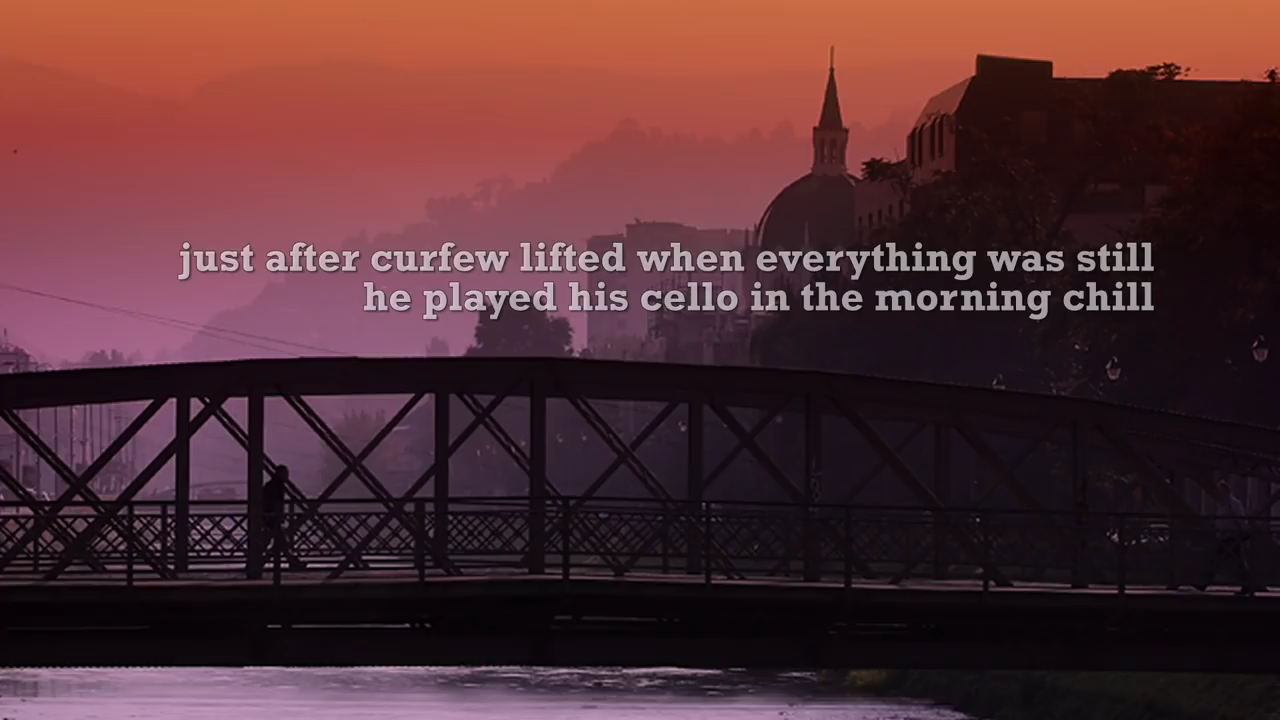 just after curfew lifted when everything was still
he played his cello in the morning chill